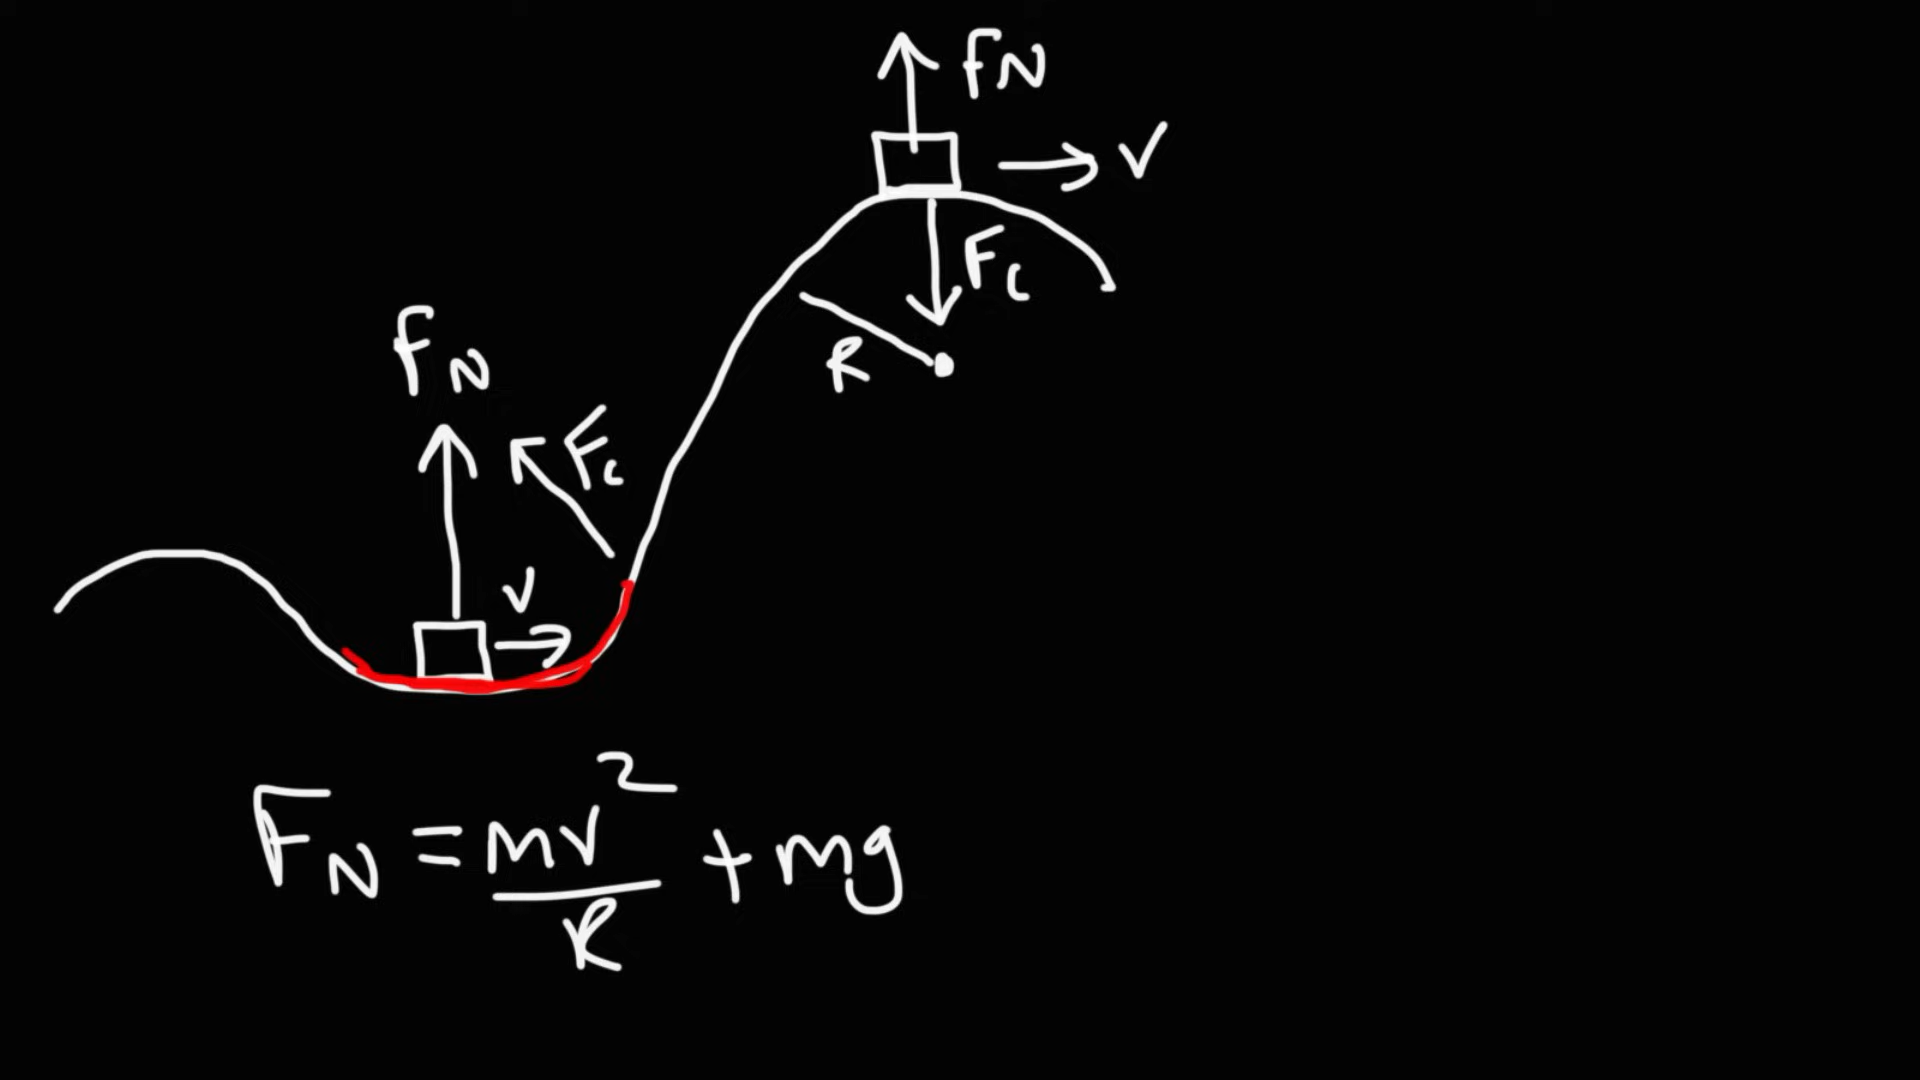 FN
V
Fc
R
FN
Fc
V
FN = mv²/R + mg